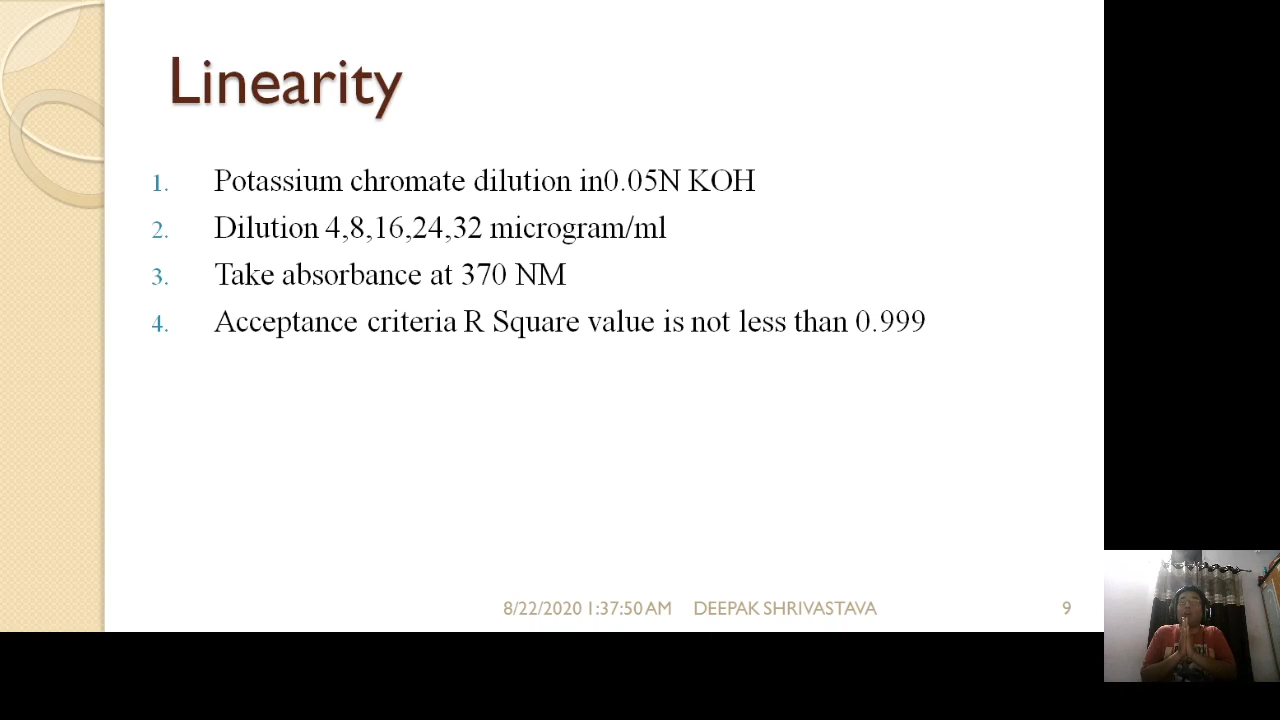 Linearity
1. Potassium chromate dilution in0.05N KOH
2. Dilution 4,8,16,24,32 microgram/ml
3. Take absorbance at 370 NM
4. Acceptance criteria R Square value is not less than 0.999
8/22/2020 1:37:50 AM DEEPAK SHRIVASTAVA 9